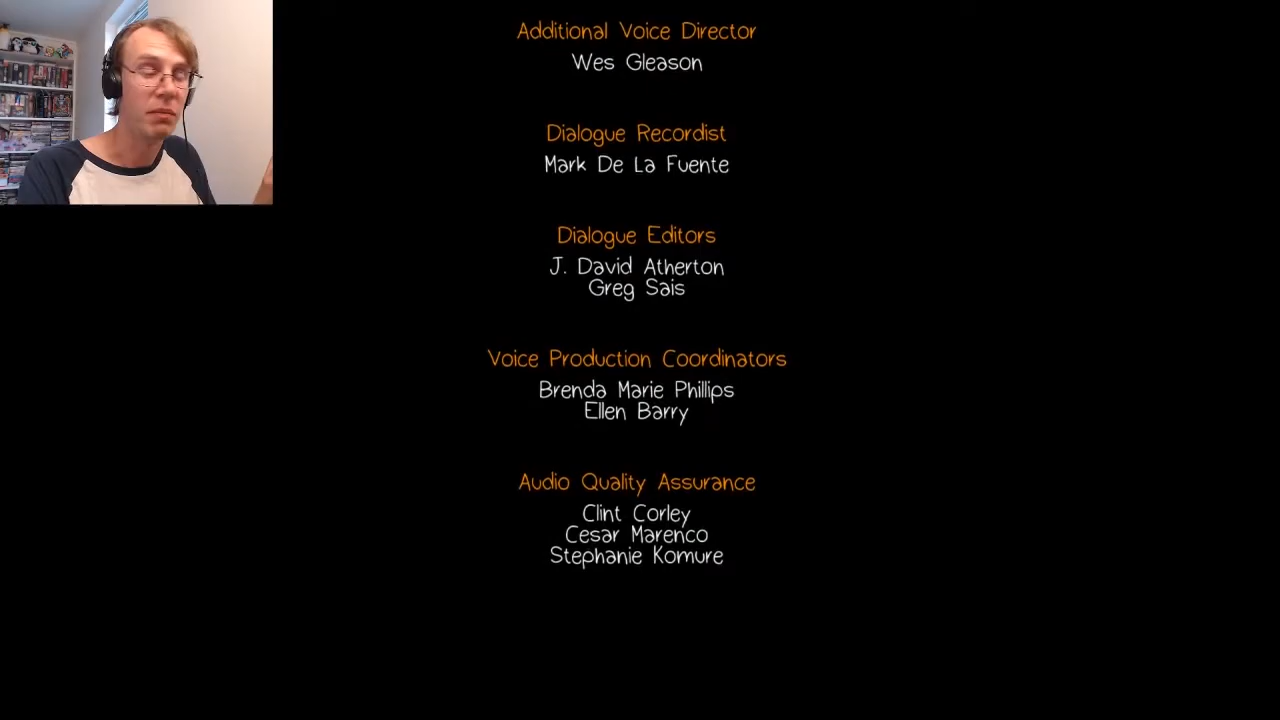 Additional Voice Director
Wes Gleason
Dialogue Recordist
Mark De La Fuente
Dialogue Editors
J. David Atherton
Greg Sais
Voice Production Coordinators
Brenda Marie Phillips
Ellen Barry
Audio Quality Assurance
Clint Corley
Cesar Marenco
Stephanie Komure